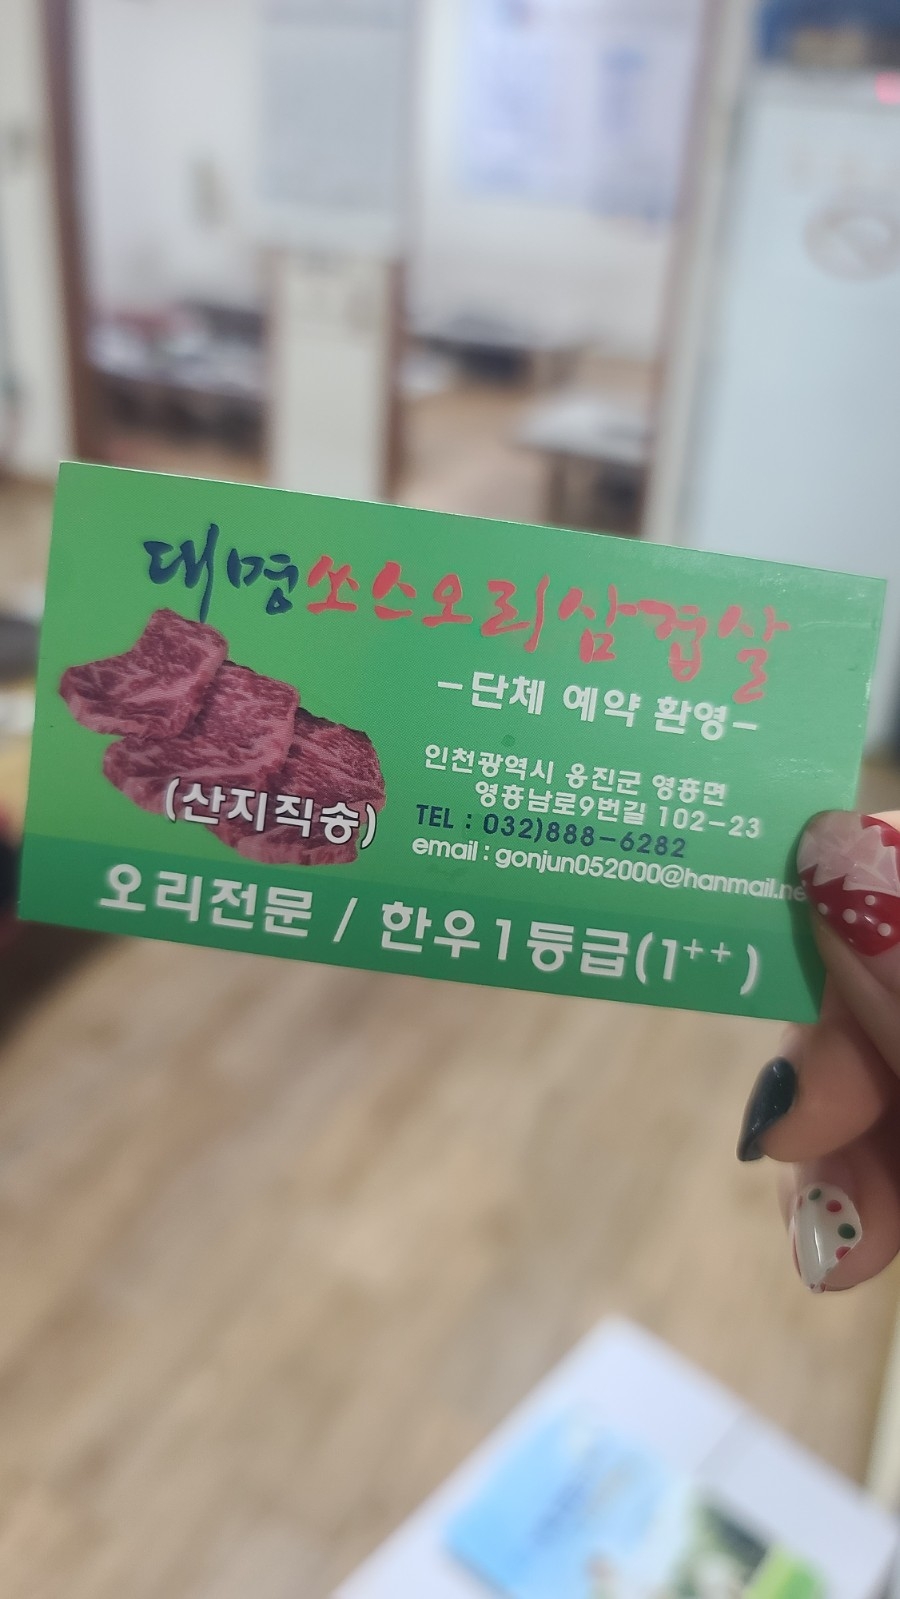 대명쏘스오리삼겹살
-단체 예약 환영-
인천광역시 옹진군 영흥면
영흥남로9번길 102-23
TEL : 032)888-6282
email : gonjun052000@hanmail.ne
(산지직송)
오리전문 / 한우1등급(1++)